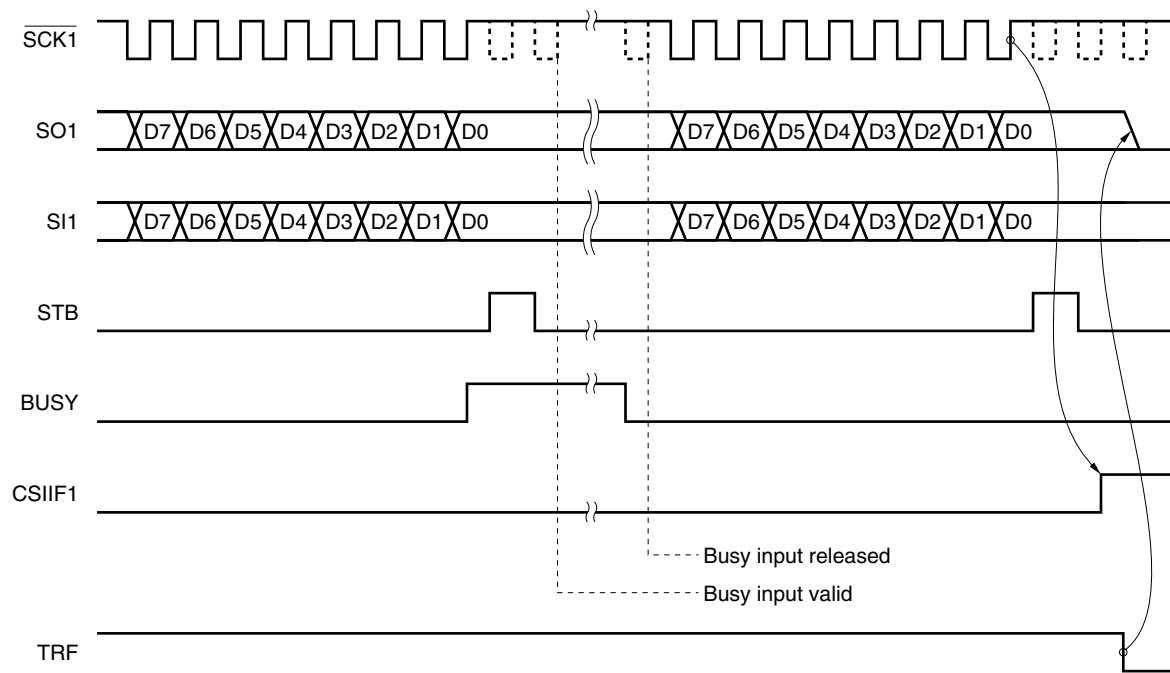 SCK1
SO1 D7 D6 D5 D4 D3 D2 D1 D0 D7 D6 D5 D4 D3 D2 D1 D0
SI1 D7 D6 D5 D4 D3 D2 D1 D0 D7 D6 D5 D4 D3 D2 D1 D0
STB
BUSY
CSIIF1
Busy input released
Busy input valid
TRF